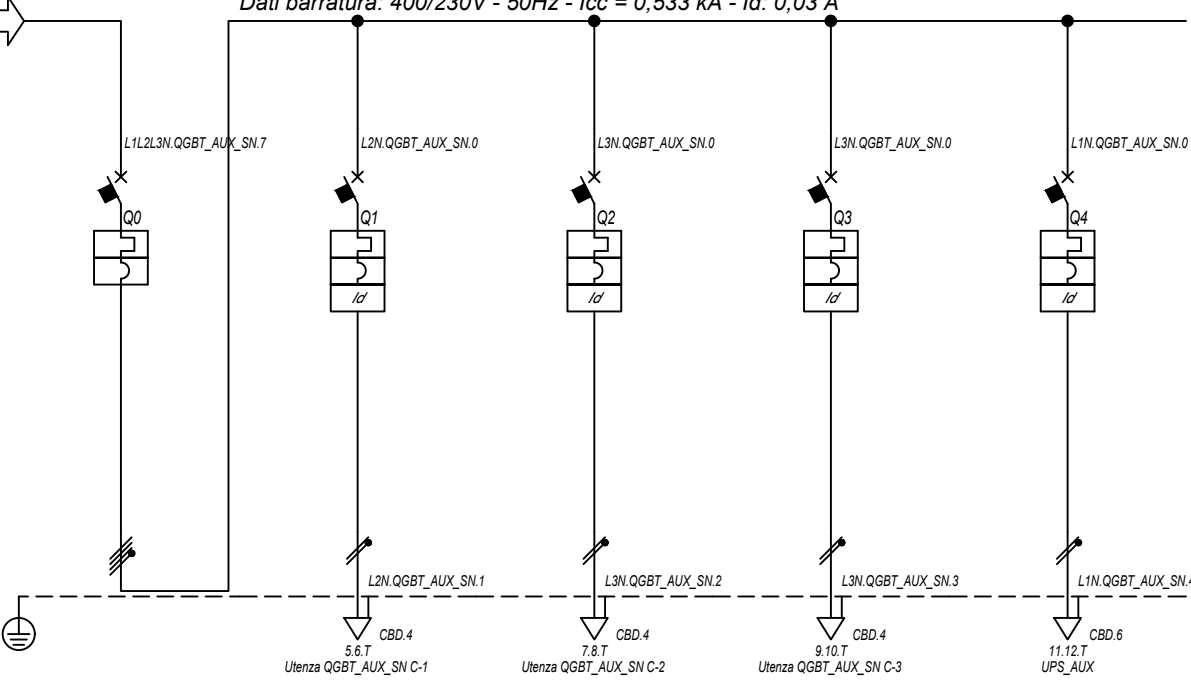 Dati barratura: 400/230V - 50Hz - Icc = 0,533 kA - Id: 0,03 A
L1L2L3N.QGBT_AUX_SN.7
L2N.QGBT_AUX_SN.0
L3N.QGBT_AUX_SN.0
L3N.QGBT_AUX_SN.0
L1N.QGBT_AUX_SN.0
Q0
Q1
Q2
Q3
Q4
Id
Id
Id
Id
L2N.QGBT_AUX_SN.1
L3N.QGBT_AUX_SN.2
L3N.QGBT_AUX_SN.3
L1N.QGBT_AUX_SN.4
CBD.4
CBD.4
CBD.4
CBD.6
5.6.T
7.8.T
9.10.T
11.12.T
Utenza QGBT_AUX_SN C-1
Utenza QGBT_AUX_SN C-2
Utenza QGBT_AUX_SN C-3
UPS_AUX